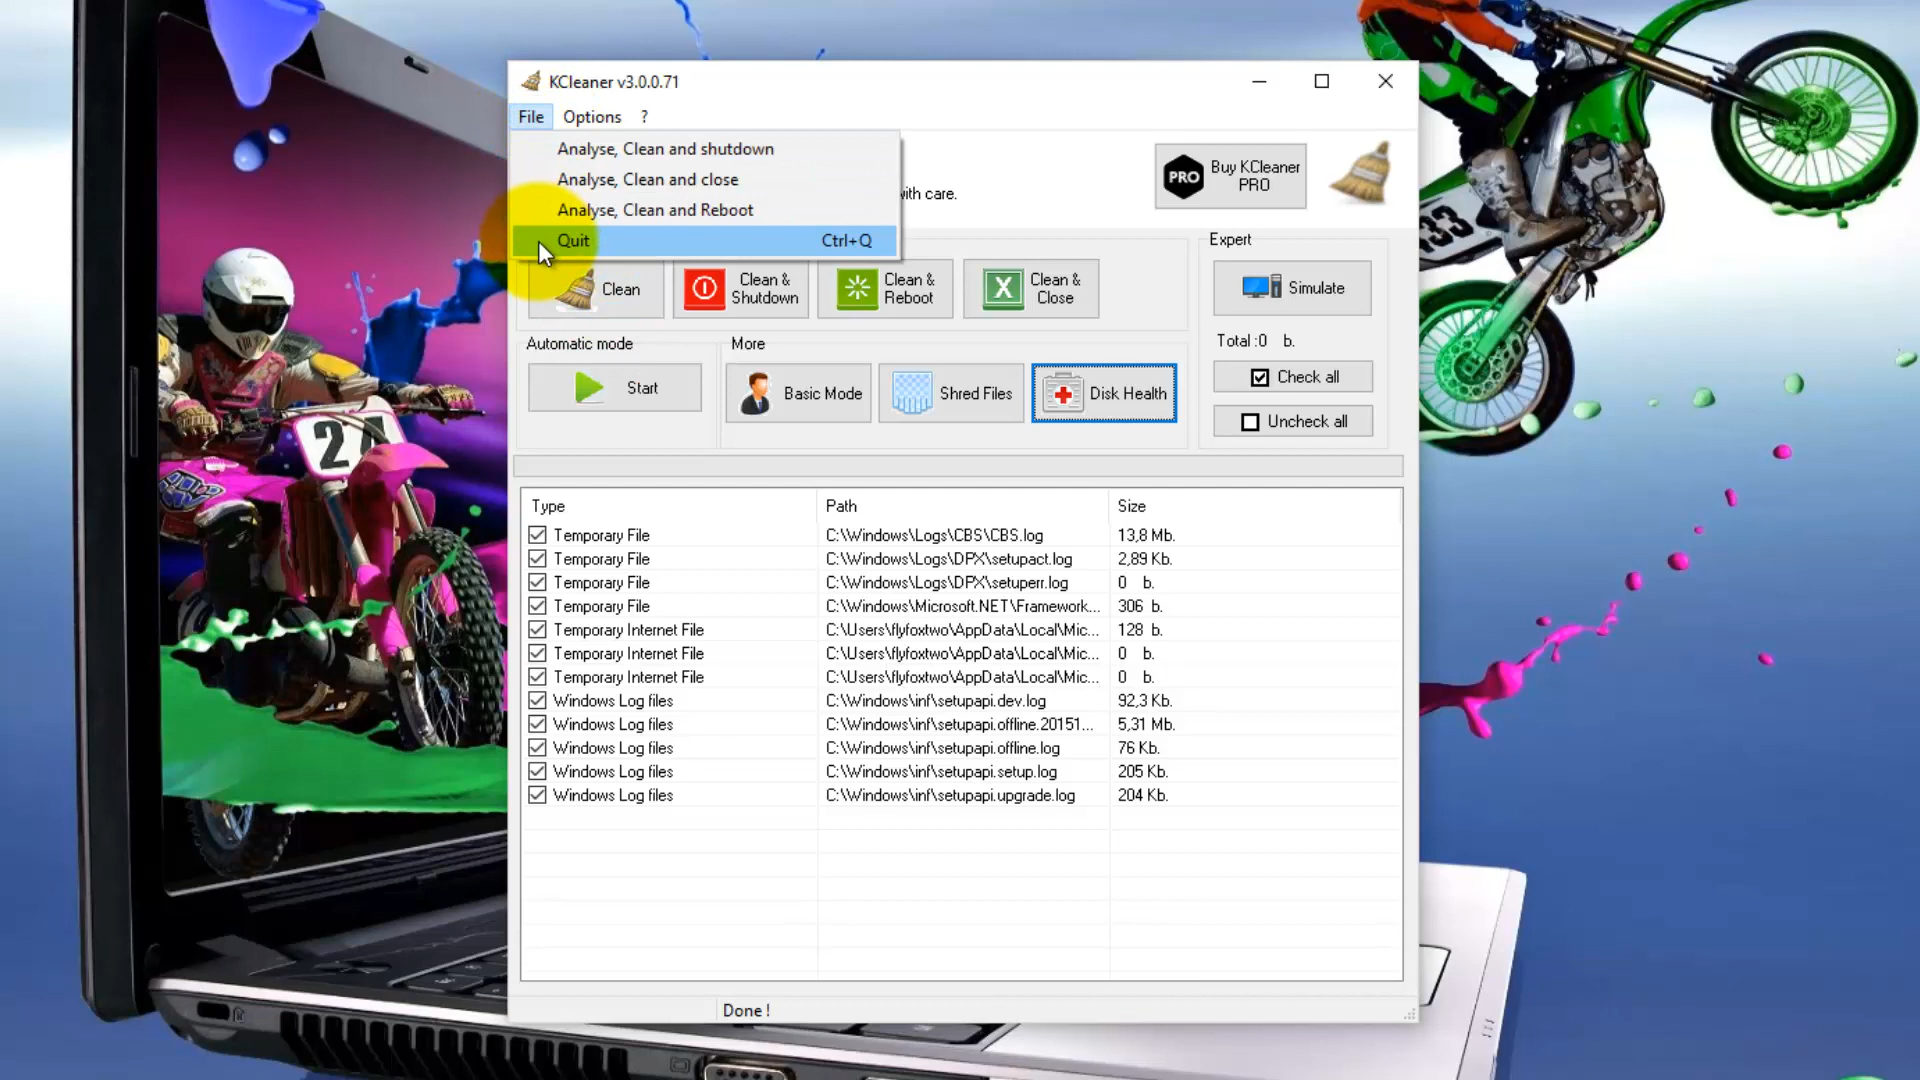 KCleaner v3.0.0.71
File Options ?
Analyse, Clean and shutdown
Analyse, Clean and close
Analyse, Clean and Reboot
Quit Ctrl+Q
with care.
PRO Buy KCleaner
PRO
Clean
Clean &
Shutdown
Clean &
Reboot
X Clean &
Close
Expert
Simulate
Total :0 b.
Check all
Uncheck all
Automatic mode
Start
More
Basic Mode
Shred Files
Disk Health
Type Path Size
Temporary File C:\Windows\Logs\CBS\CBS.log 13,8 Mb.
Temporary File C:\Windows\Logs\DPX\setupact.log 2,89 Kb.
Temporary File C:\Windows\Logs\DPX\setuperr.log 0 b.
Temporary File C:\Windows\Microsoft.NET\Framework... 306 b.
Temporary Internet File C:\Users\flyfoxtwo\AppData\Local\Mic... 128 b.
Temporary Internet File C:\Users\flyfoxtwo\AppData\Local\Mic... 0 b.
Temporary Internet File C:\Users\flyfoxtwo\AppData\Local\Mic... 0 b.
Windows Log files C:\Windows\inf\setupapi.dev.log 92,3 Kb.
Windows Log files C:\Windows\inf\setupapi.offline.20151... 5,31 Mb.
Windows Log files C:\Windows\inf\setupapi.offline.log 76 Kb.
Windows Log files C:\Windows\inf\setupapi.setup.log 205 Kb.
Windows Log files C:\Windows\inf\setupapi.upgrade.log 204 Kb.
Done !
133